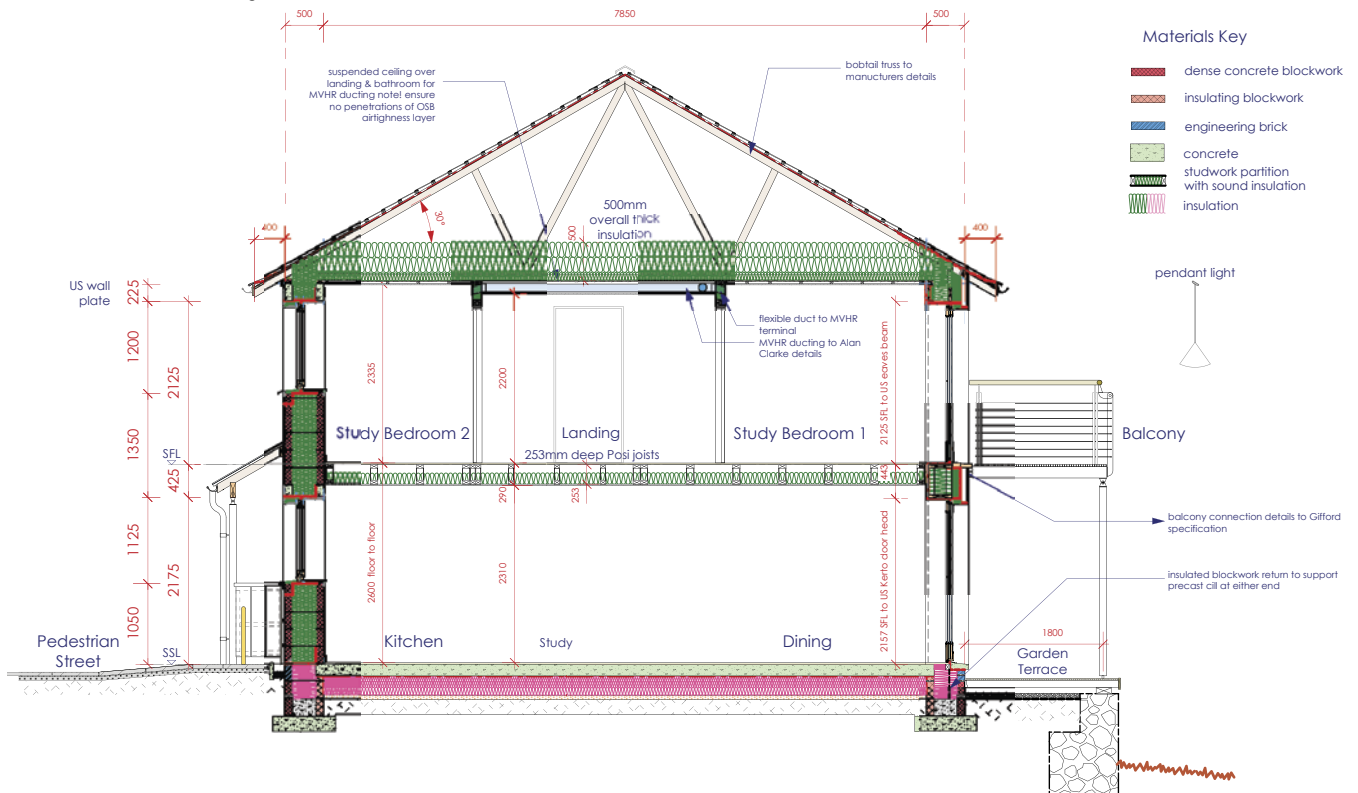 500
7850
500
Materials Key
dense concrete blockwork
insulating blockwork
engineering brick
concrete
studwork partition
with sound insulation
insulation
suspended ceiling over
landing & bathroom for
MVHR ducting note! ensure
no penetrations of OSB
airtighness layer
bobtail truss to
manucturers details
30°
500mm
overall thick
insulation
500
400
400
US wall
plate
225
1200
2125
1350
SFL
425
1125
2175
1050
SSL
pendant light
flexible duct to MVHR
terminal
MVHR ducting to Alan
Clarke details
2335
2200
2125 SFL to US eaves beam
Study Bedroom 2
Landing
Study Bedroom 1
Balcony
253mm deep Posi joists
290
253
443
balcony connection details to Gifford
specification
2600 floor to floor
2310
2157 SFL to US Kerto door head
insulated blockwork return to support
precast cill at either end
Pedestrian
Street
Kitchen
Study
Dining
1800
Garden
Terrace